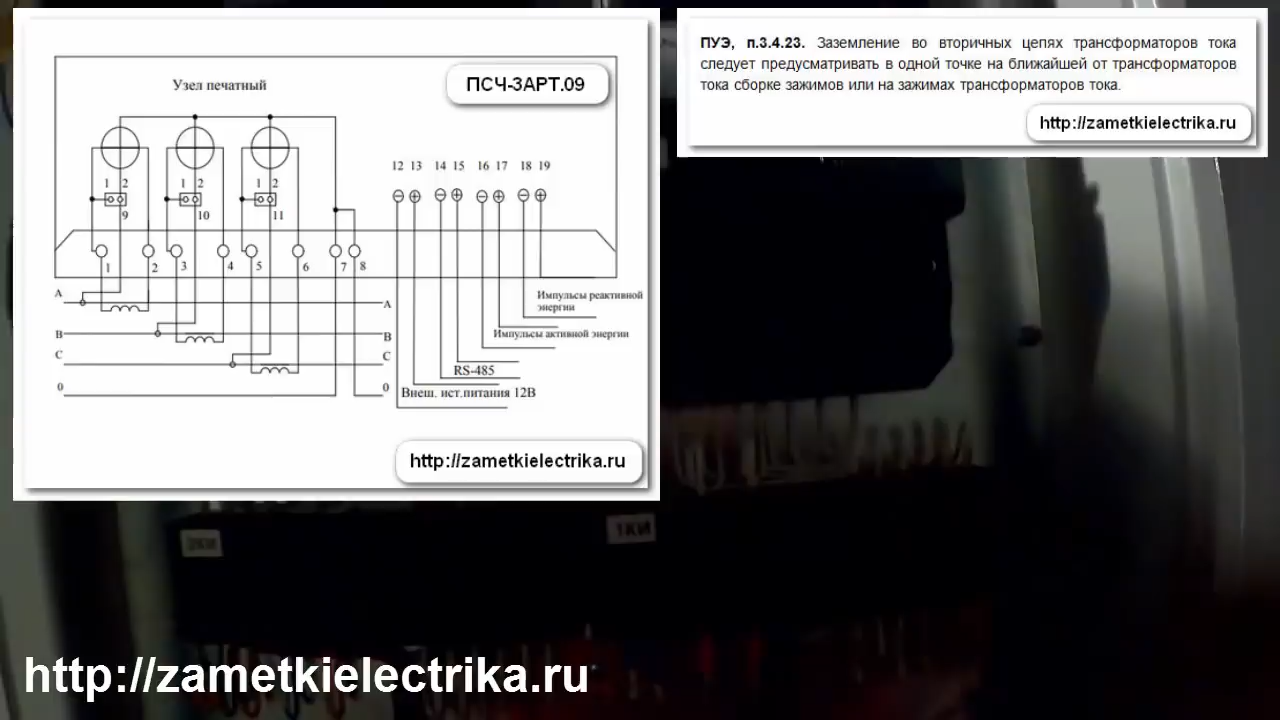 Узел печатный
ПСЧ-3АРТ.09
1 2 1 2 1 2
9 10 11
12 13 14 15 16 17 18 19
1 2 3 4 5 6 7 8
A A
B B
C C
0 0
Импульсы реактивной
энергии
Импульсы активной энергии
RS-485
Внеш. ист.питания 12В
http://zametkielectrika.ru
ПУЭ, п.3.4.23. Заземление во вторичных цепях трансформаторов тока
следует предусматривать в одной точке на ближайшей от трансформаторов
тока сборке зажимов или на зажимах трансформаторов тока.
http://zametkielectrika.ru
1КИ
http://zametkielectrika.ru